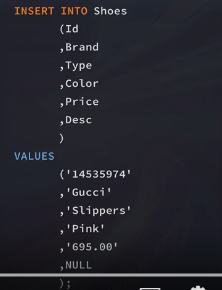 INSERT INTO Shoes
(Id
,Brand
,Type
,Color
,Price
,Desc
)
VALUES
('14535974'
,'Gucci'
,'Slippers'
,'Pink'
,'695.00'
,NULL
);